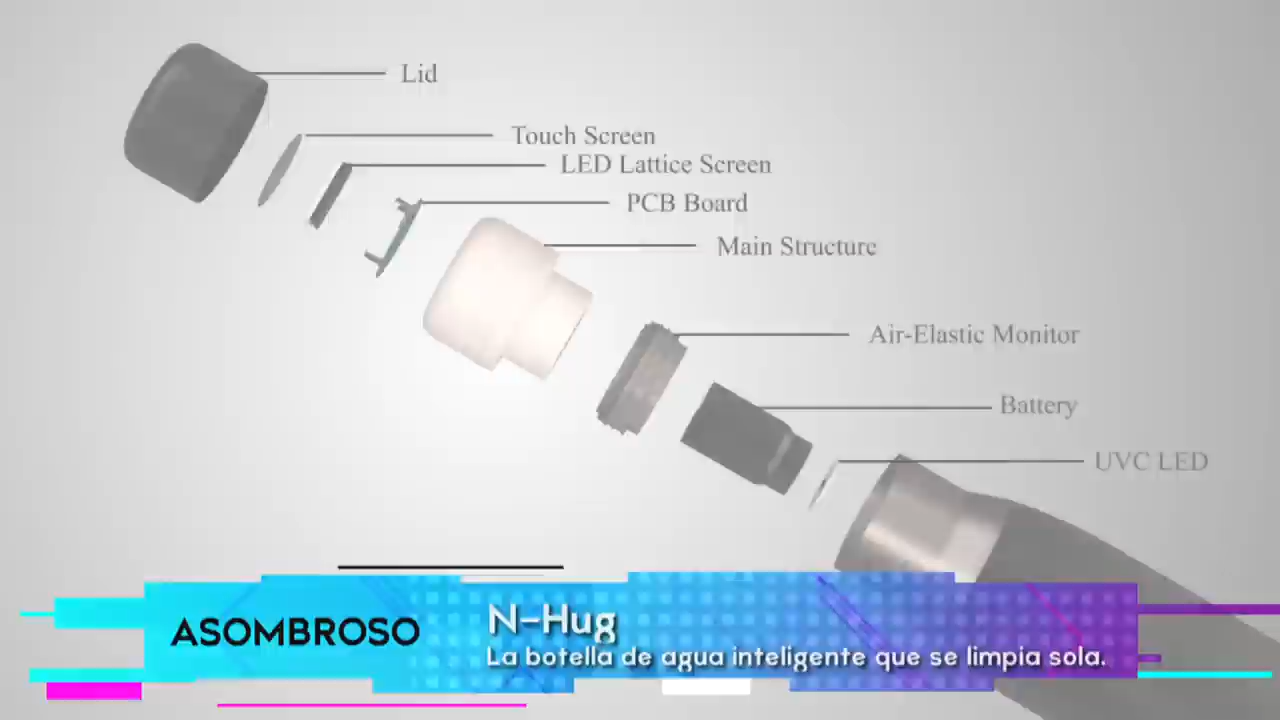 Lid
Touch Screen
LED Lattice Screen
PCB Board
Main Structure
Air-Elastic Monitor
Battery
UVC LED
ASOMBROSO
N-Hug
La botella de agua inteligente que se limpia sola.